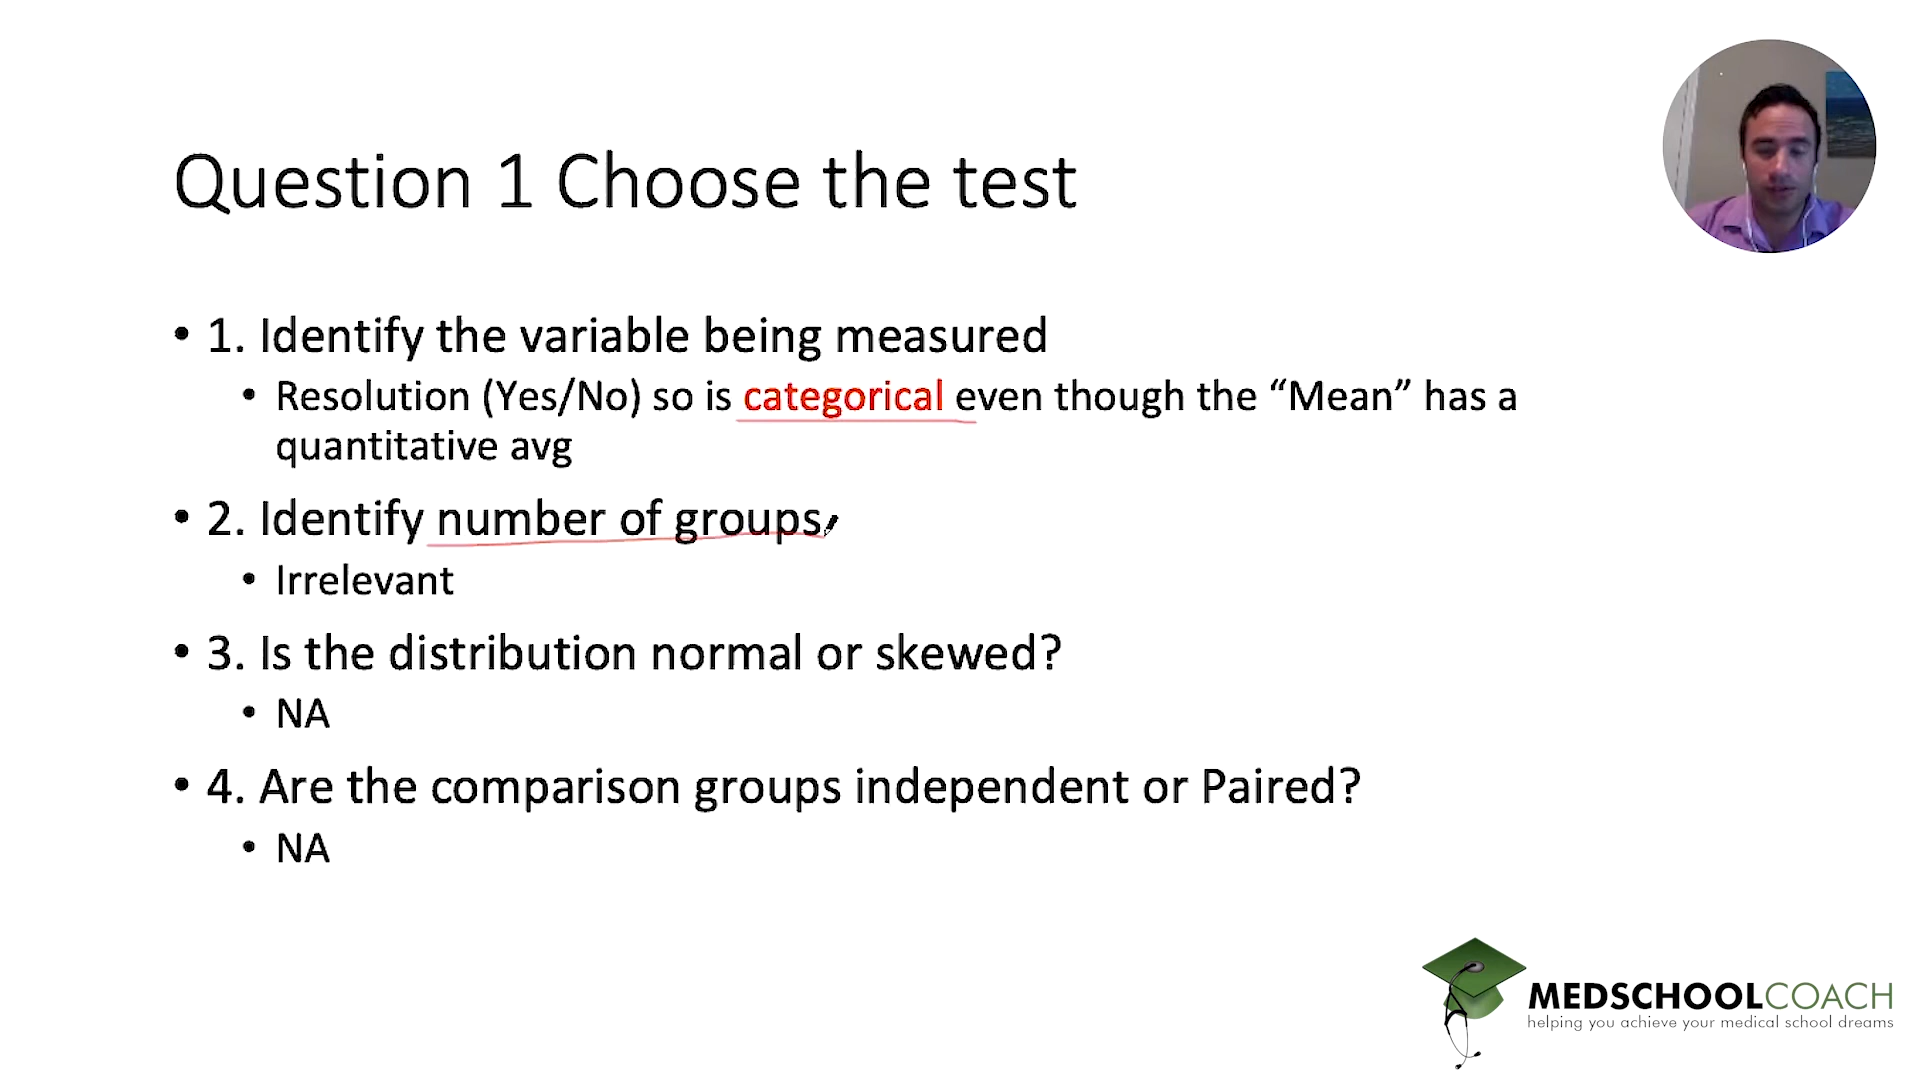 Question 1 Choose the test
• 1. Identify the variable being measured
• Resolution (Yes/No) so is categorical even though the “Mean” has a
quantitative avg
• 2. Identify number of groups
• Irrelevant
• 3. Is the distribution normal or skewed?
• NA
• 4. Are the comparison groups independent or Paired?
• NA
MEDSCHOOLCOACH
helping you achieve your medical school dreams